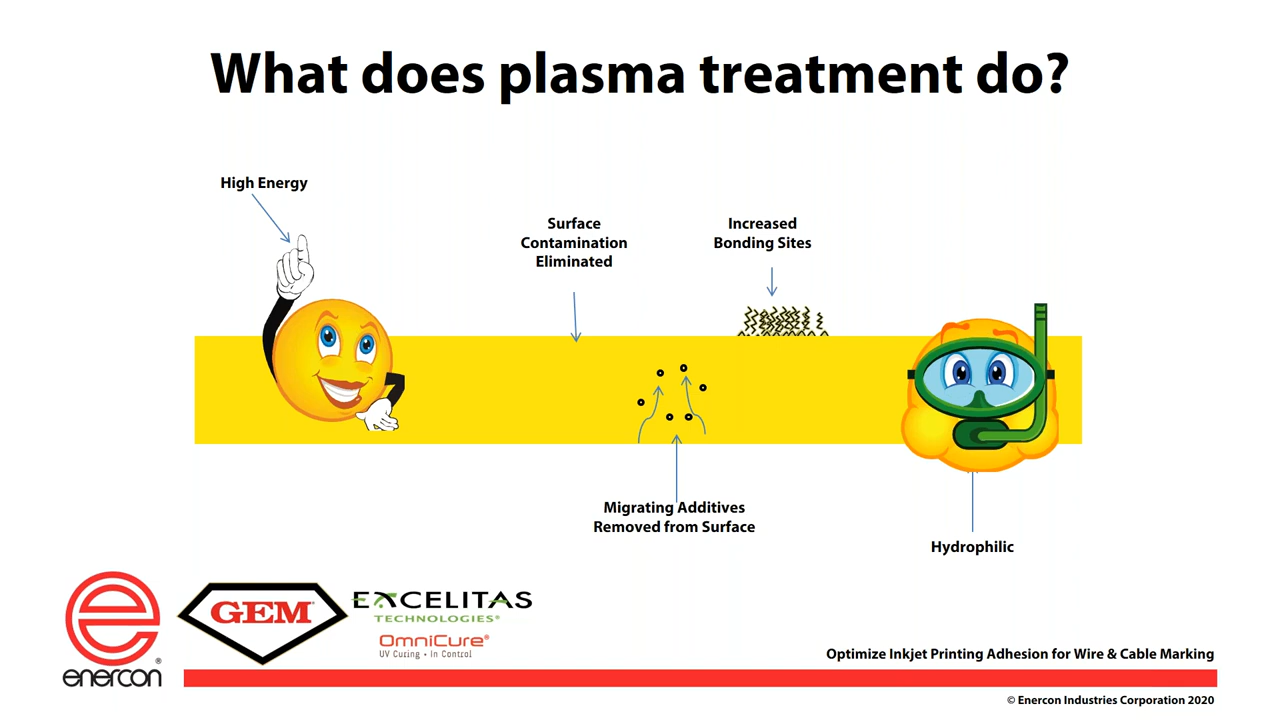 What does plasma treatment do?
High Energy
Surface
Contamination
Eliminated
Increased
Bonding Sites
Migrating Additives
Removed from Surface
Hydrophilic
enercon®
GEM®
EXCELITAS
TECHNOLOGIES®
OmniCure®
UV Curing • In Control
Optimize Inkjet Printing Adhesion for Wire & Cable Marking
© Enercon Industries Corporation 2020